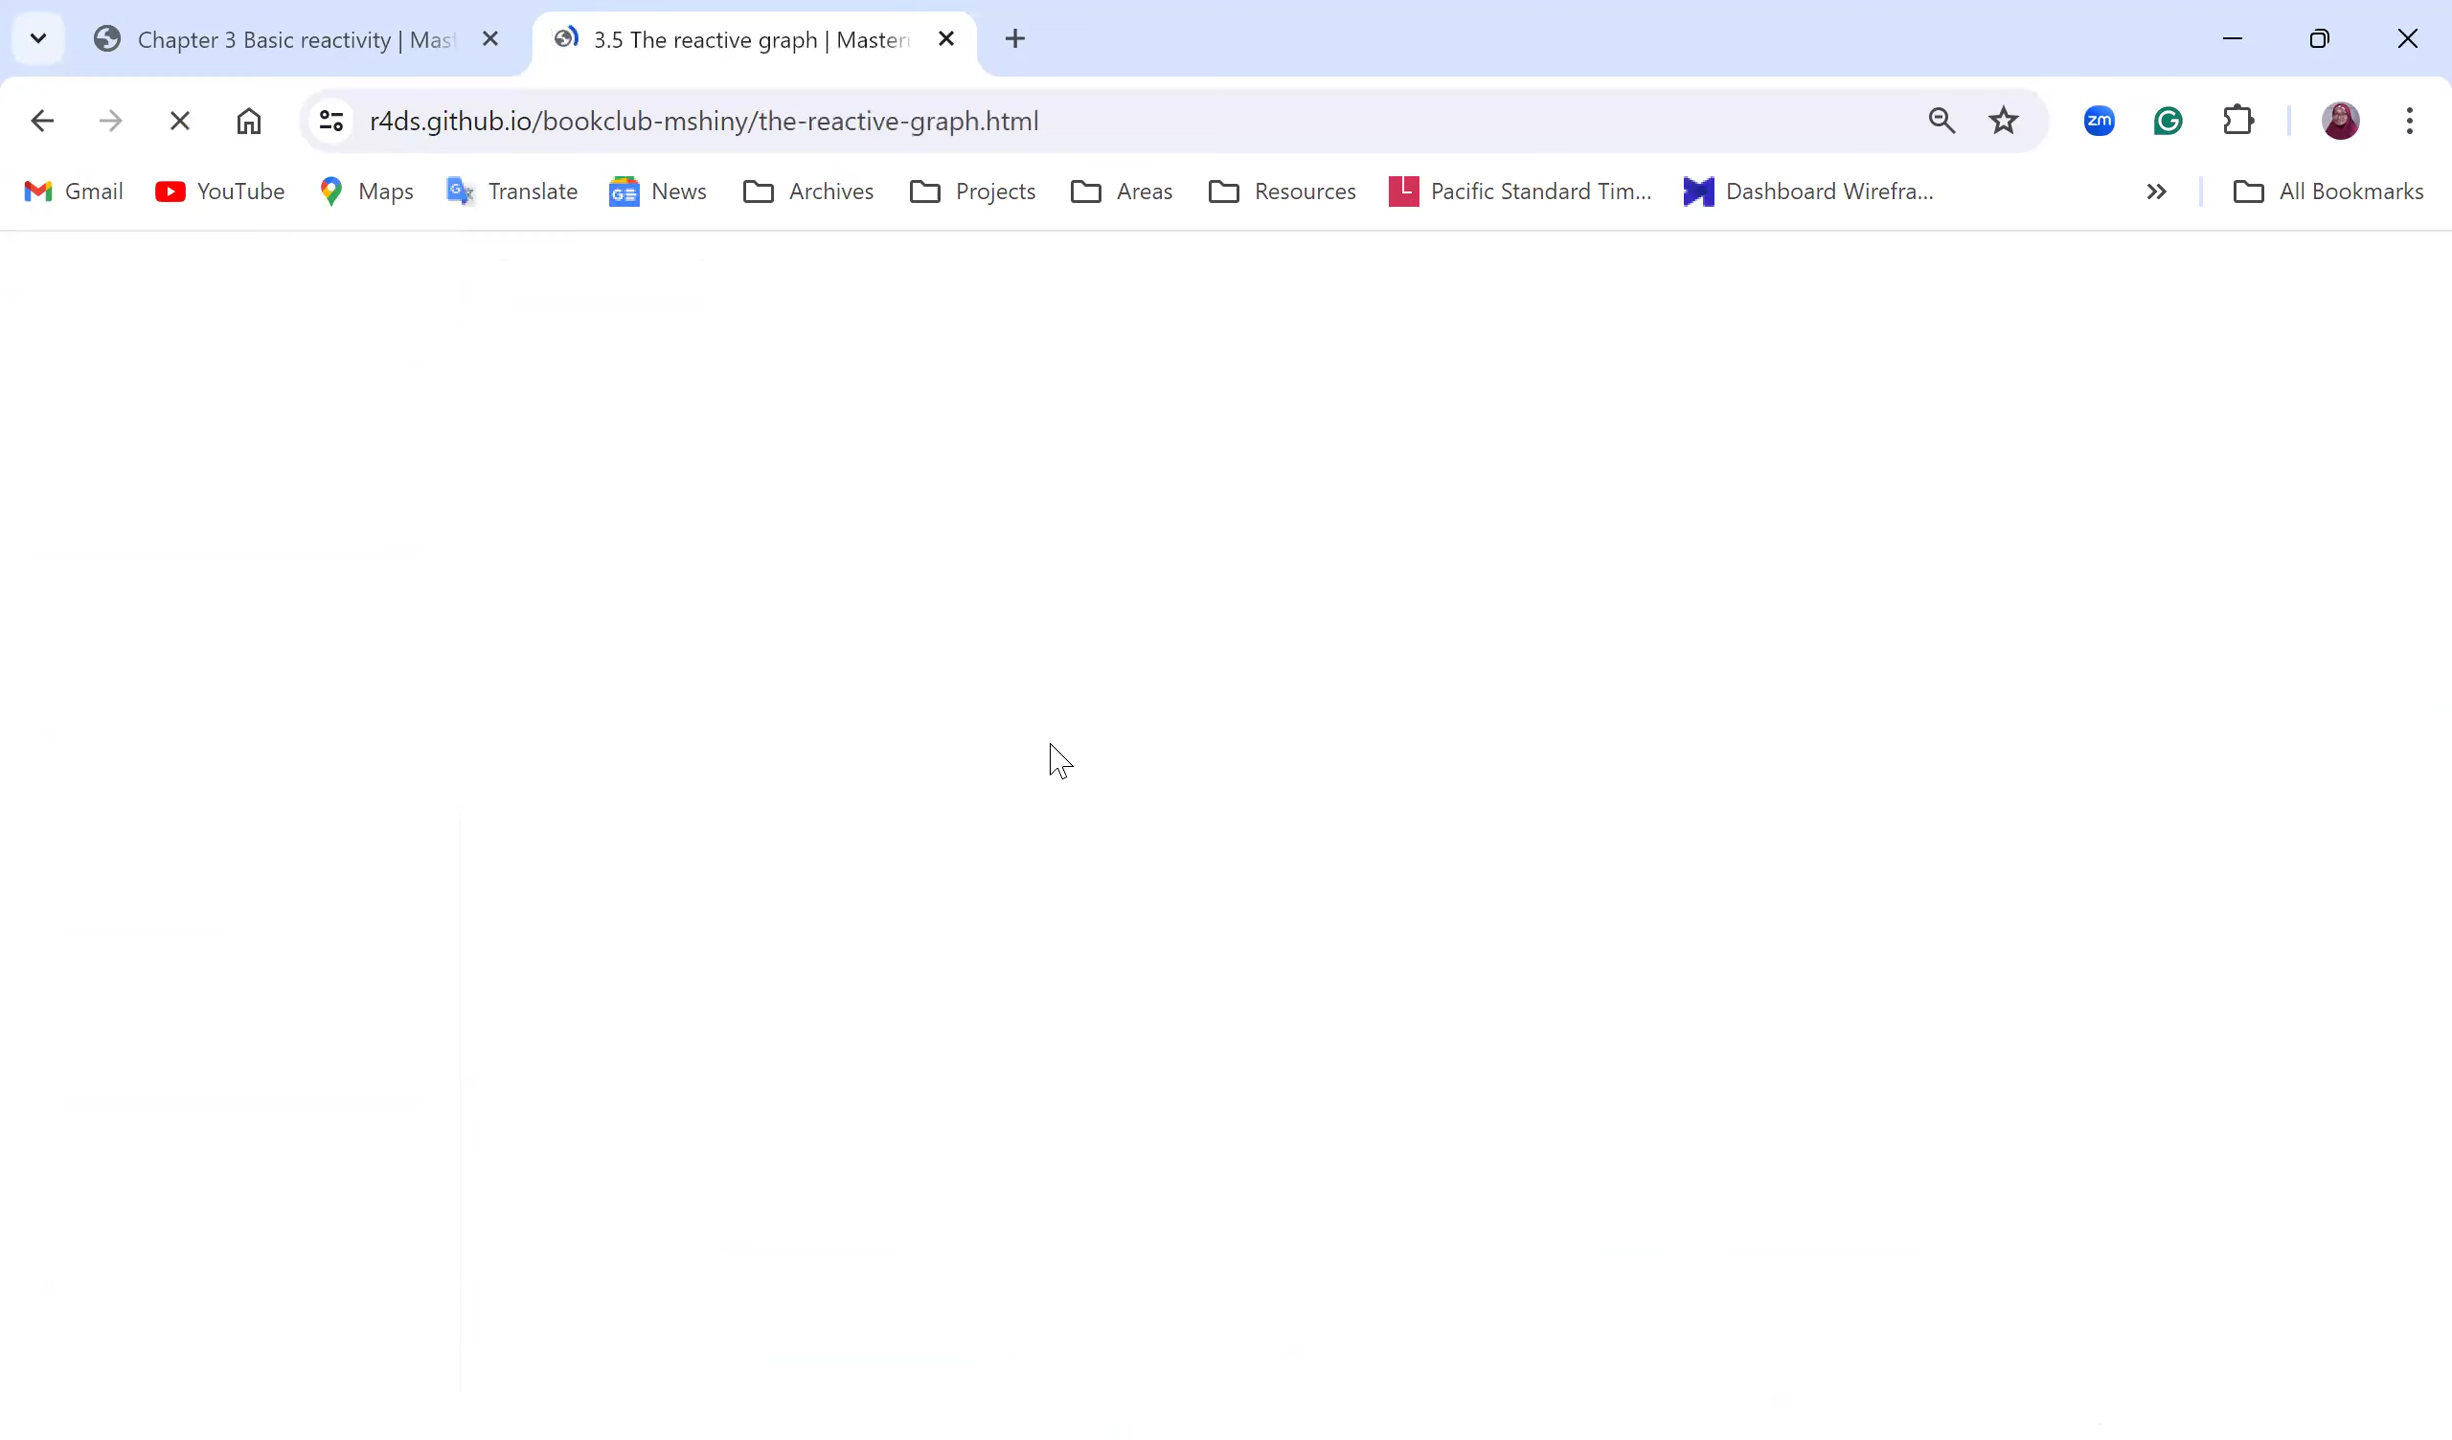 Chapter 3 Basic reactivity | Mast
3.5 The reactive graph | Master
r4ds.github.io/bookclub-mshiny/the-reactive-graph.html
zm
G
Gmail
YouTube
Maps
Translate
News
Archives
Projects
Areas
Resources
Pacific Standard Tim...
Dashboard Wirefra...
All Bookmarks